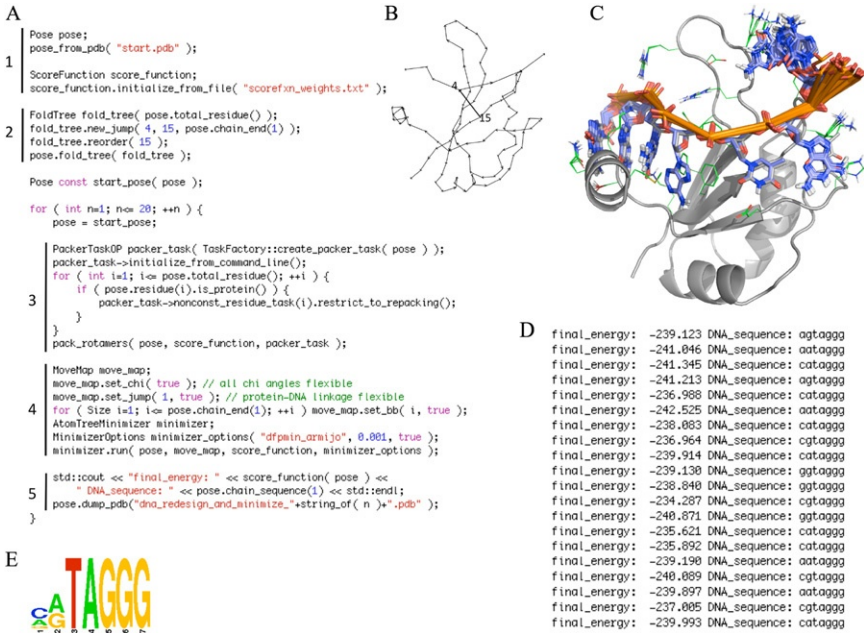 A
1
Pose pose;
pose_from_pdb( "start.pdb" );
ScoreFunction score_function;
score_function.initialize_from_file( "scorefxn_weights.txt" );
2
FoldTree fold_tree( pose.total_residue() );
fold_tree.new_jump( 4, 15, pose.chain_end(1) );
fold_tree.reorder( 15 );
pose.fold_tree( fold_tree );
Pose const start_pose( pose );
for ( int n=1; n<= 20; ++n ) {
pose = start_pose;
3
PackerTaskOP packer_task( TaskFactory::create_packer_task( pose ) );
packer_task->initialize_from_command_line();
for ( int i=1; i<= pose.total_residue(); ++i ) {
if ( pose.residue(i).is_protein() ) {
packer_task->nonconst_residue_task(i).restrict_to_repacking();
}
}
pack_rotamers( pose, score_function, packer_task );
4
MoveMap move_map;
move_map.set_chi( true ); // all chi angles flexible
move_map.set_jump( 1, true ); // protein-DNA linkage flexible
for ( Size i=1; i<= pose.chain_end(1); ++i ) move_map.set_bb( i, true );
AtomTreeMinimizer minimizer;
MinimizerOptions minimizer_options( "dfpmin_armijo", 0.001, true );
minimizer.run( pose, move_map, score_function, minimizer_options );
5
std::cout << "final_energy: " << score_function( pose ) <<
" DNA_sequence: " << pose.chain_sequence(1) << std::endl;
pose.dump_pdb("dna_redesign_and_minimize_"+string_of( n )+".pdb" );
}
B
4
15
C
D
final_energy: -239.123 DNA_sequence: agtaggg
final_energy: -241.046 DNA_sequence: aataggg
final_energy: -241.345 DNA_sequence: cataggg
final_energy: -241.213 DNA_sequence: agtaggg
final_energy: -236.988 DNA_sequence: cataggg
final_energy: -242.525 DNA_sequence: aataggg
final_energy: -238.083 DNA_sequence: cataggg
final_energy: -236.964 DNA_sequence: cgtaggg
final_energy: -239.914 DNA_sequence: cataggg
final_energy: -239.130 DNA_sequence: ggtaggg
final_energy: -238.840 DNA_sequence: ggtaggg
final_energy: -234.287 DNA_sequence: cgtaggg
final_energy: -240.871 DNA_sequence: cgtaggg
final_energy: -235.621 DNA_sequence: cataggg
final_energy: -235.892 DNA_sequence: cataggg
final_energy: -239.190 DNA_sequence: aataggg
final_energy: -240.089 DNA_sequence: cgtaggg
final_energy: -239.897 DNA_sequence: aataggg
final_energy: -237.005 DNA_sequence: cgtaggg
final_energy: -239.993 DNA_sequence: cataggg
E
CATAGGG
G
1 2 3 4 5 6 7